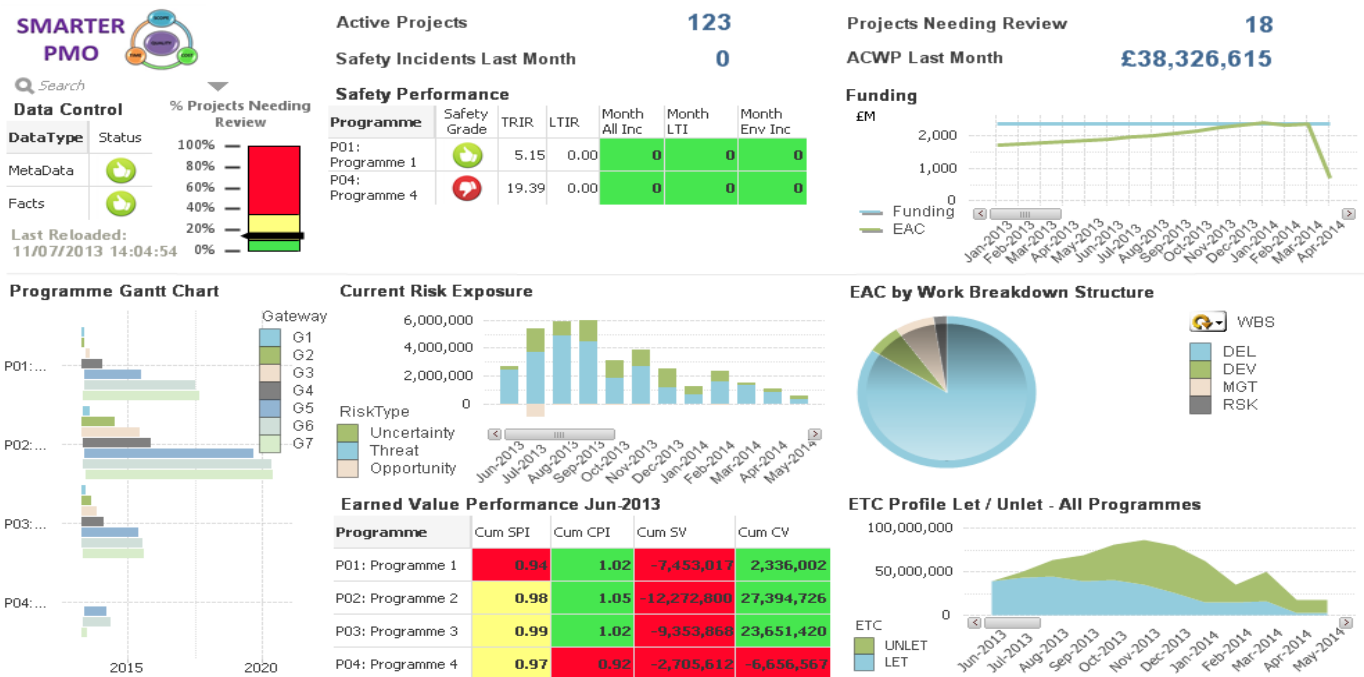 SMARTER
PMO
SCOPE
QUALITY
TIME
COST
Search
Data Control
DataType Status
MetaData
Facts
Last Reloaded:
11/07/2013 14:04:54
% Projects Needing
Review
100%
80%
60%
40%
20%
0%
Active Projects 123
Safety Incidents Last Month 0
Safety Performance
Programme Safety Grade TRIR LTIR Month All Inc Month LTI Month Env Inc
P01: Programme 1 5.15 0.00 0 0 0
P04: Programme 4 19.39 0.00 0 0 0
Projects Needing Review 18
ACWP Last Month £38,326,615
Funding
£M
2,000
1,000
0
Funding
EAC
Jan-2013 Feb-2013 Mar-2013 Apr-2013 May-2013 Jun-2013 Jul-2013 Aug-2013 Sep-2013 Oct-2013 Nov-2013 Dec-2013 Jan-2014 Feb-2014 Mar-2014 Apr-2014
Programme Gantt Chart
Gateway
G1
G2
G3
G4
G5
G6
G7
P01:...
P02:...
P03:...
P04:...
2015 2020
Current Risk Exposure
6,000,000
4,000,000
2,000,000
0
RiskType
Uncertainty
Threat
Opportunity
Jun-2013 Jul-2013 Aug-2013 Sep-2013 Oct-2013 Nov-2013 Dec-2013 Jan-2014 Feb-2014 Mar-2014 Apr-2014 May-2014
EAC by Work Breakdown Structure
WBS
DEL
DEV
MGT
RSK
Earned Value Performance Jun-2013
Programme Cum SPI Cum CPI Cum SV Cum CV
P01: Programme 1 0.94 1.02 -7,453,017 2,336,002
P02: Programme 2 0.98 1.05 -12,272,800 27,394,726
P03: Programme 3 0.99 1.02 -9,353,868 23,651,420
P04: Programme 4 0.97 0.92 -2,705,612 -6,656,567
ETC Profile Let / Unlet - All Programmes
100,000,000
50,000,000
0
ETC
UNLET
LET
Jun-2013 Jul-2013 Aug-2013 Sep-2013 Oct-2013 Nov-2013 Dec-2013 Jan-2014 Feb-2014 Mar-2014 Apr-2014 May-2014